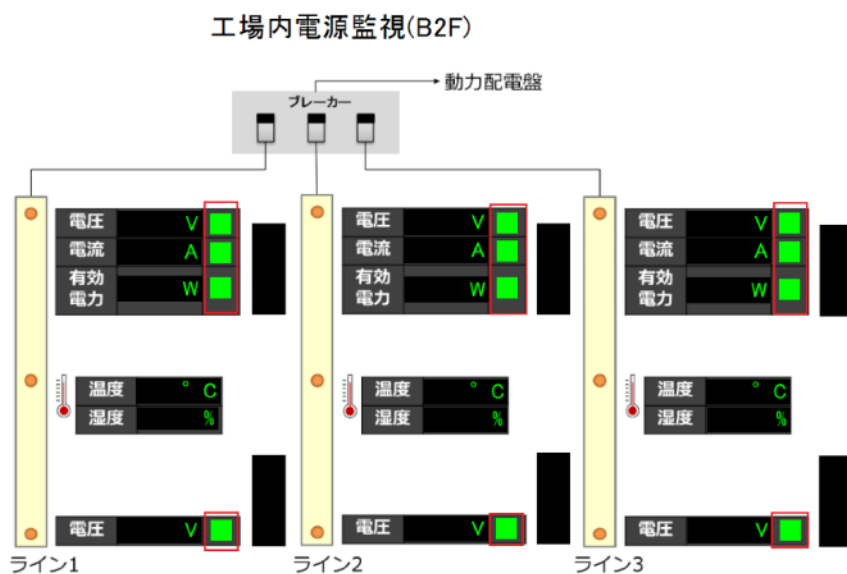 工場内電源監視(B2F)
動力配電盤
ブレーカー
電圧 V
電流 A
有効
電力 W
温度 ° C
湿度 %
電圧 V
ライン1
電圧 V
電流 A
有効
電力 W
温度 ° C
湿度 %
電圧 V
ライン2
電圧 V
電流 A
有効
電力 W
温度 ° C
湿度 %
電圧 V
ライン3